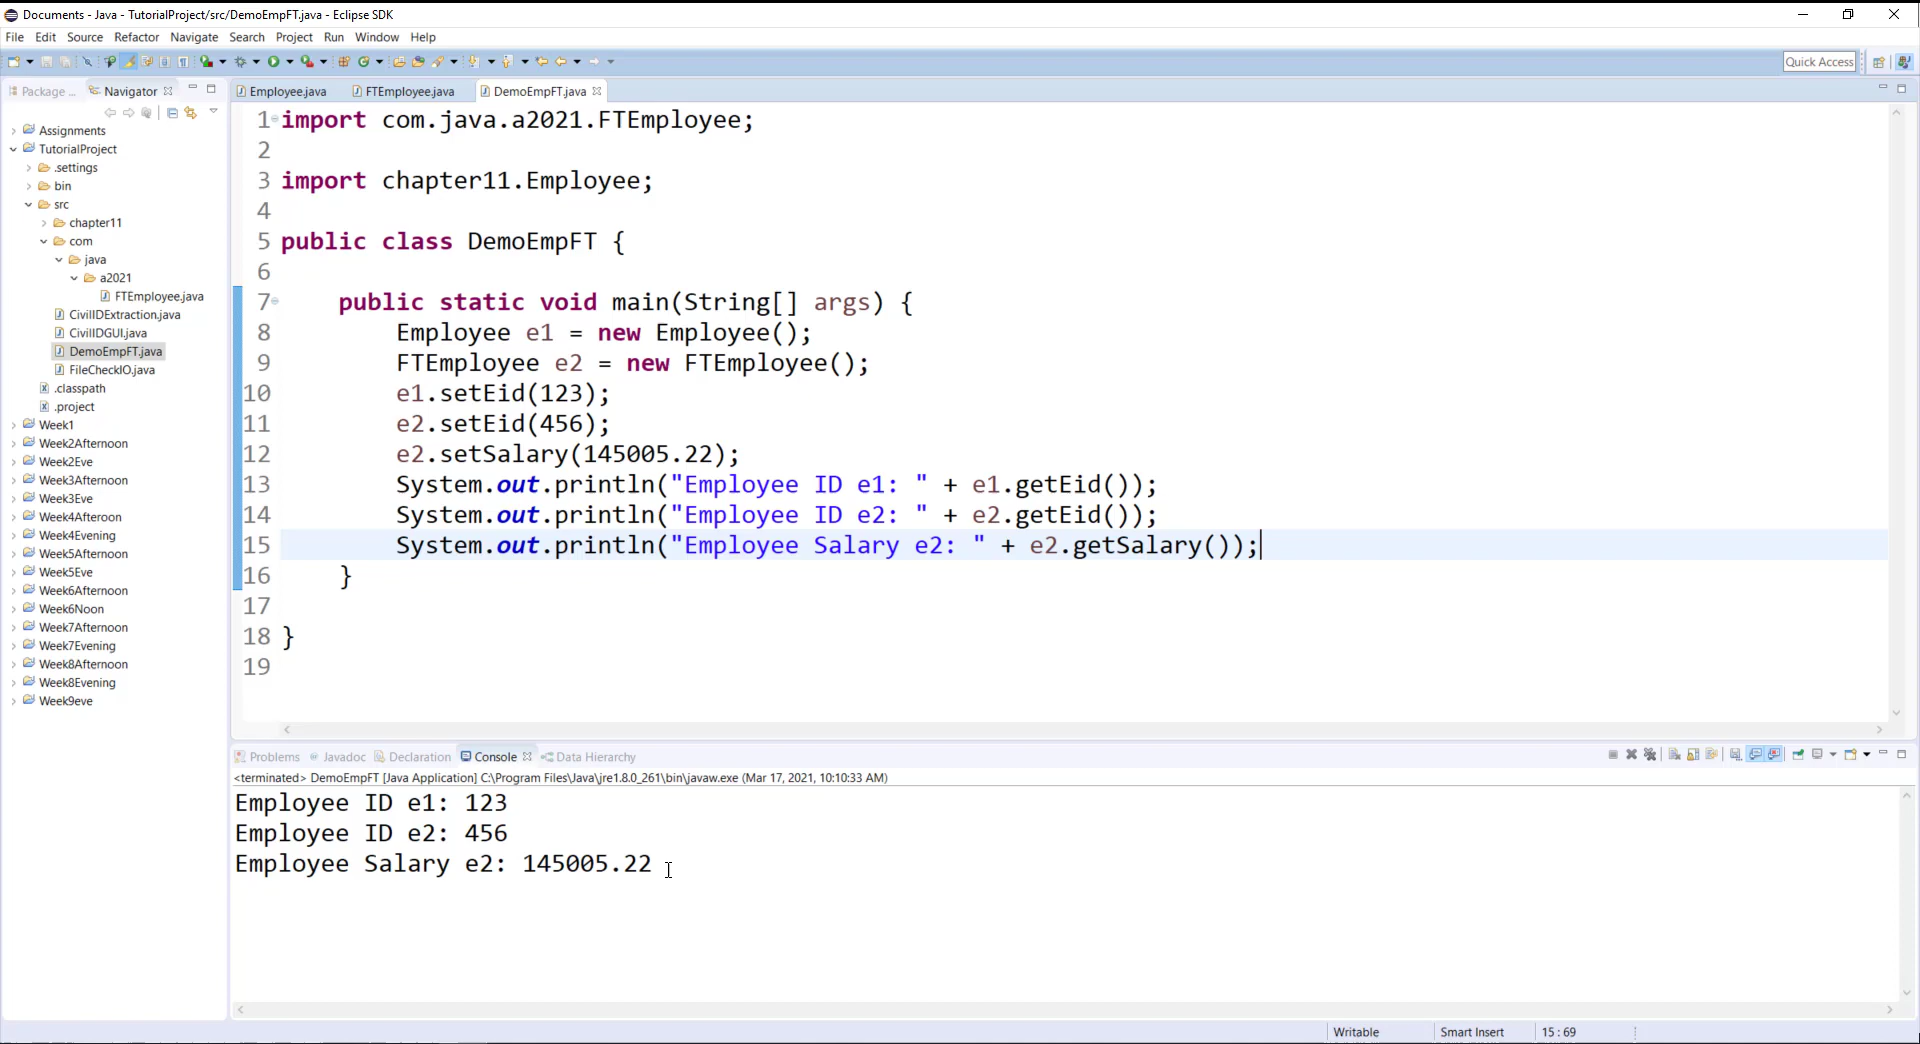 Documents - Java - TutorialProject/src/DemoEmpFT.java - Eclipse SDK
File Edit Source Refactor Navigate Search Project Run Window Help
Quick Access
Package ... Navigator
Assignments
TutorialProject
.settings
bin
src
chapter11
com
java
a2021
FTEmployee.java
CivilIDExtraction.java
CivilIDGUI.java
DemoEmpFT.java
FileCheckIO.java
.classpath
.project
Week1
Week2Afternoon
Week2Eve
Week3Afternoon
Week3Eve
Week4Afteroon
Week4Evening
Week5Afternoon
Week5Eve
Week6Afternoon
Week6Noon
Week7Afternoon
Week7Evening
Week8Afternoon
Week8Evening
Week9eve
Employee.java FTEmployee.java DemoEmpFT.java
1 import com.java.a2021.FTEmployee;
2
3 import chapter11.Employee;
4
5 public class DemoEmpFT {
6
7 public static void main(String[] args) {
8 Employee e1 = new Employee();
9 FTEmployee e2 = new FTEmployee();
10 e1.setEid(123);
11 e2.setEid(456);
12 e2.setSalary(145005.22);
13 System.out.println("Employee ID e1: " + e1.getEid());
14 System.out.println("Employee ID e2: " + e2.getEid());
15 System.out.println("Employee Salary e2: " + e2.getSalary());
16 }
17
18 }
19
Problems Javadoc Declaration Console Data Hierarchy
<terminated> DemoEmpFT [Java Application] C:\Program Files\Java\jre1.8.0_261\bin\javaw.exe (Mar 17, 2021, 10:10:33 AM)
Employee ID e1: 123
Employee ID e2: 456
Employee Salary e2: 145005.22
Writable Smart Insert 15 : 69